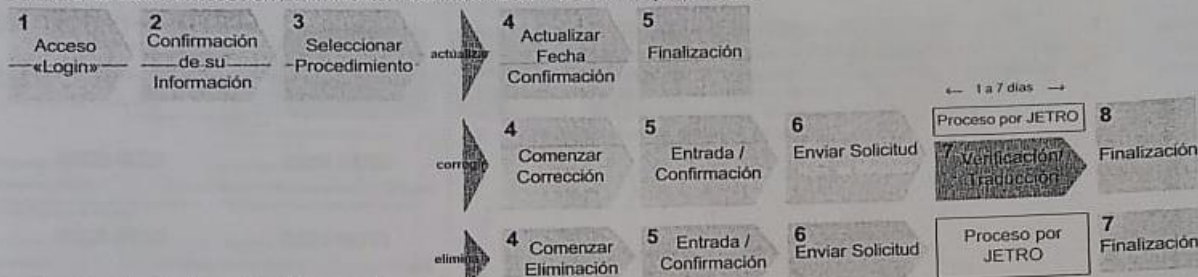 1
Acceso
«Login»
2
Confirmación
de su
Información
3
Seleccionar
Procedimiento
actualizar
4
Actualizar
Fecha
Confirmación
5
Finalización
corregir
4
Comenzar
Corrección
5
Entrada /
Confirmación
6
Enviar Solicitud
← 1 a 7 días →
Proceso por JETRO
7 Verificación/
Traducción
8
Finalización
eliminar
4
Comenzar
Eliminación
5
Entrada /
Confirmación
6
Enviar Solicitud
Proceso por
JETRO
7
Finalización